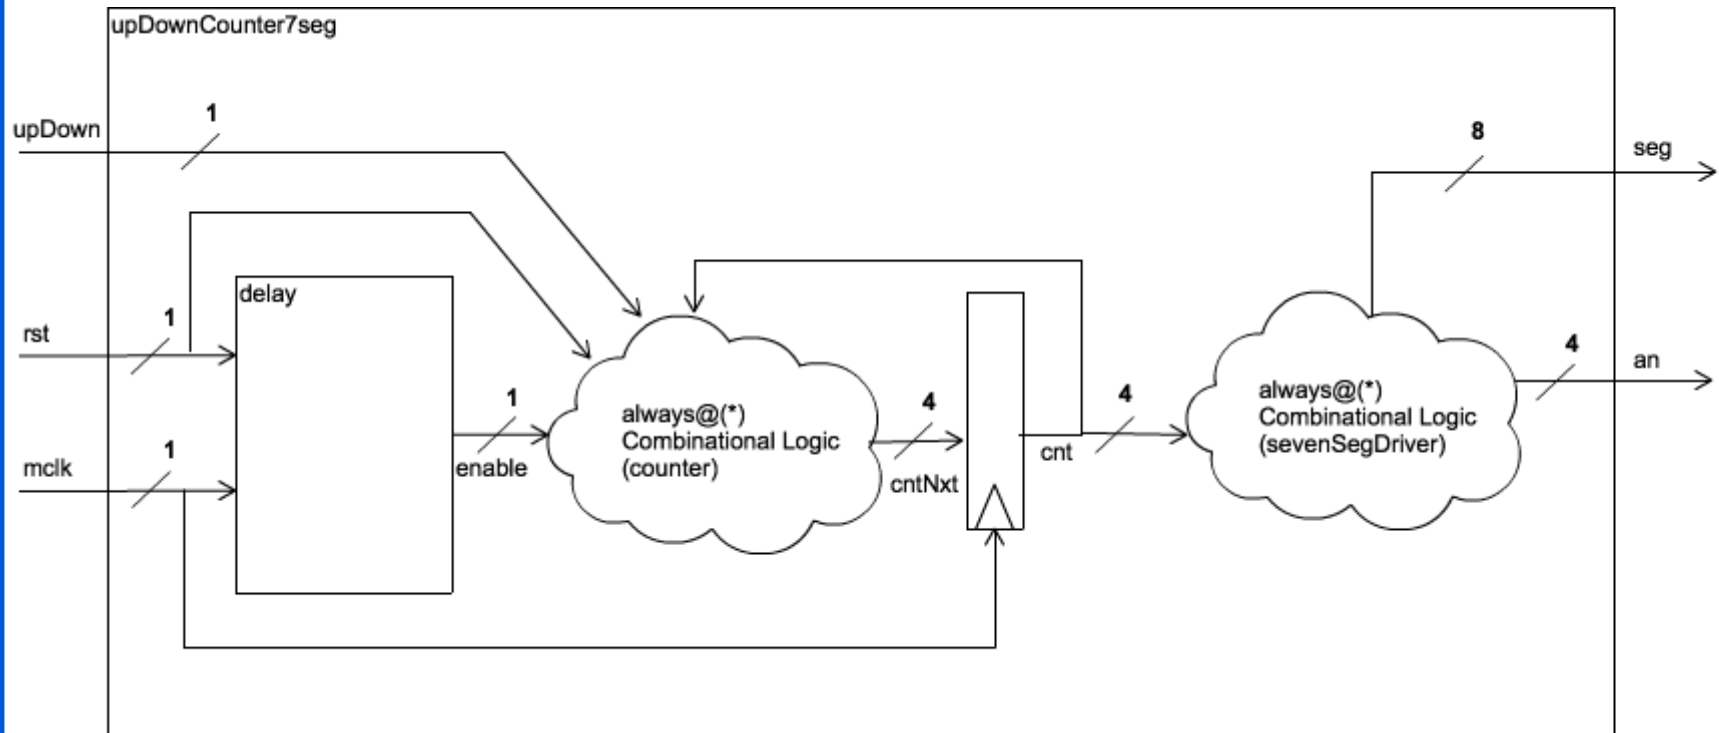 upDownCounter7seg
1
upDown
8
seg
delay
1
rst
1
an
4
1
enable
always@(*)
Combinational Logic
(counter)
4
cntNxt
cnt
4
always@(*)
Combinational Logic
(sevenSegDriver)
1
mclk